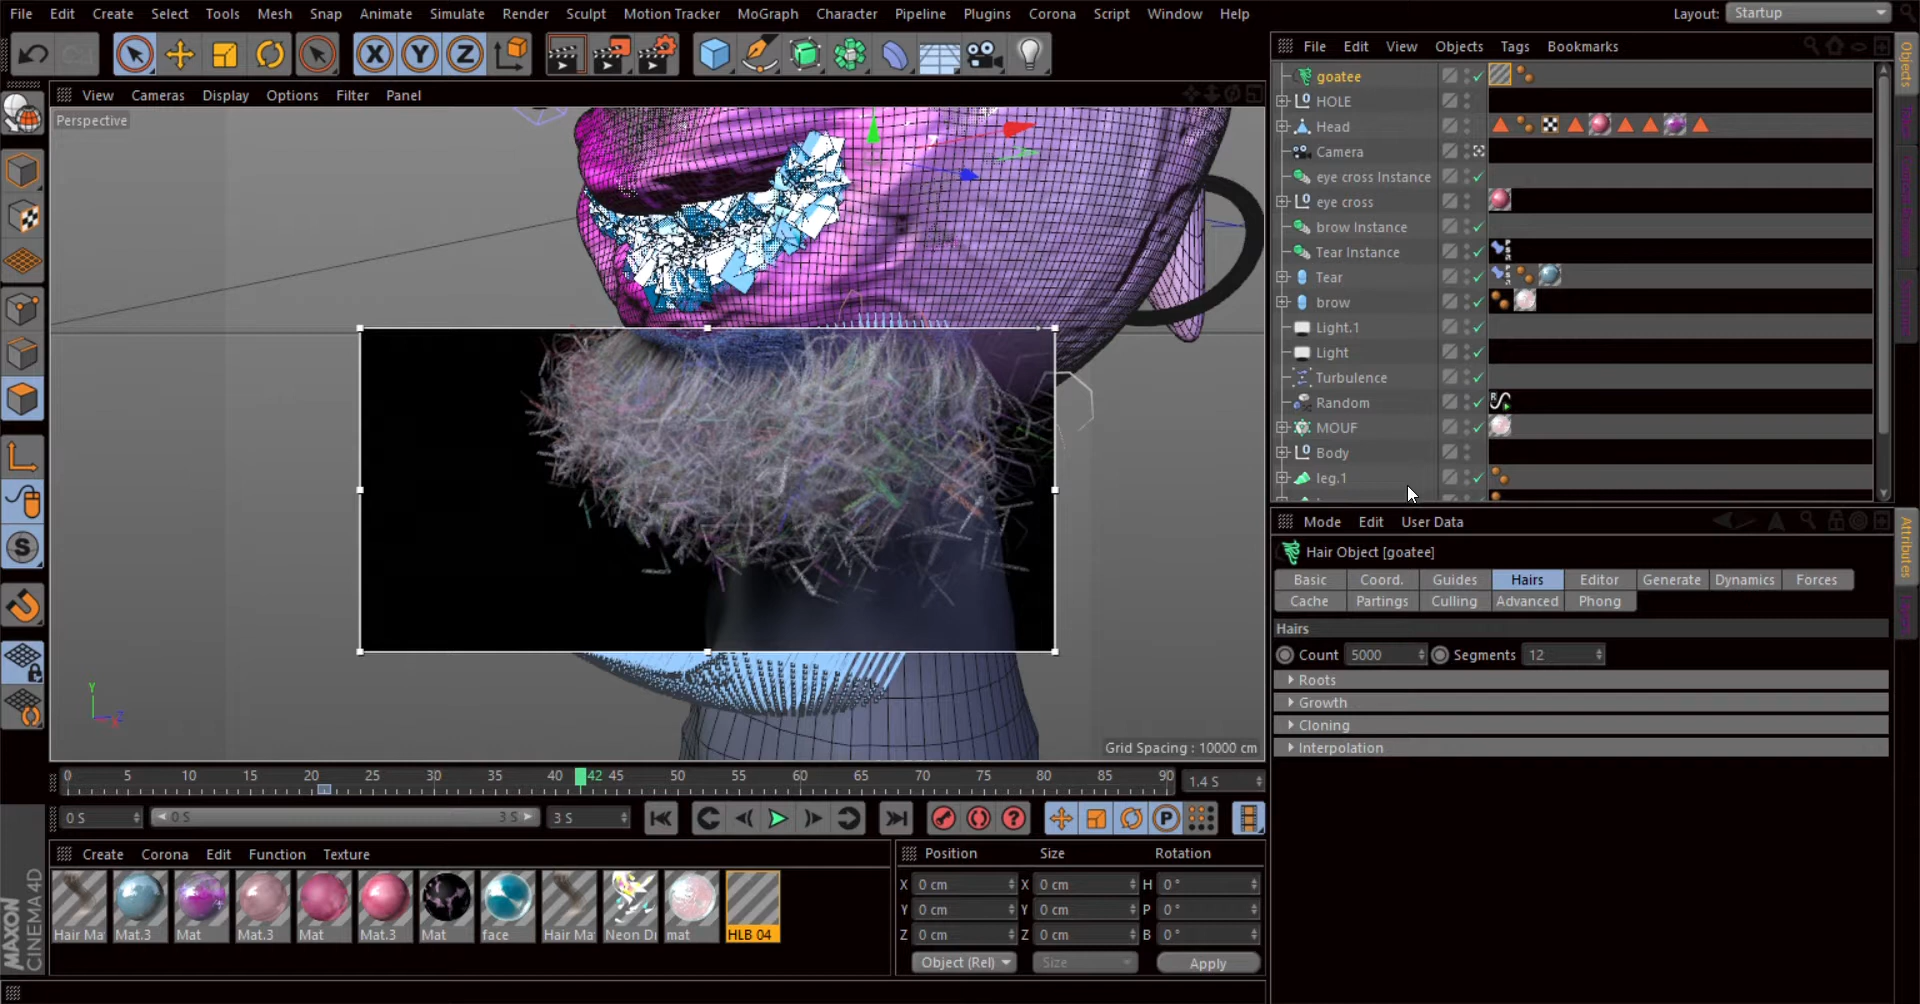 File Edit Create Select Tools Mesh Snap Animate Simulate Render Sculpt Motion Tracker MoGraph Character Pipeline Plugins Corona Script Window Help
Layout: Startup
File Edit View Objects Tags Bookmarks
View Cameras Display Options Filter Panel
Perspective
goatee
HOLE
Head
Camera
eye cross Instance
eye cross
brow Instance
Tear Instance
Tear
brow
Light.1
Light
Turbulence
Random
MOUF
Body
leg.1
Objects
Mode Edit User Data
Hair Object [goatee]
Basic Coord. Guides Hairs Editor Generate Dynamics Forces
Cache Partings Culling Advanced Phong
Hairs
Count 5000 Segments 12
Roots
Growth
Cloning
Interpolation
Attributes
Y
Grid Spacing : 10000 cm
0 5 10 15 20 25 30 35 40 42 45 50 55 60 65 70 75 80 85 90
1.4 S
0 S 0 S 3 S 3 S
Create Corona Edit Function Texture
Hair Ma Mat.3 Mat Mat.3 Mat Mat.3 Mat face Hair Ma Neon Dr mat HLB 04
Position Size Rotation
X 0 cm X 0 cm H 0 °
Y 0 cm Y 0 cm P 0 °
Z 0 cm Z 0 cm B 0 °
Object (Rel) Size Apply
MAXON
CINEMA4D